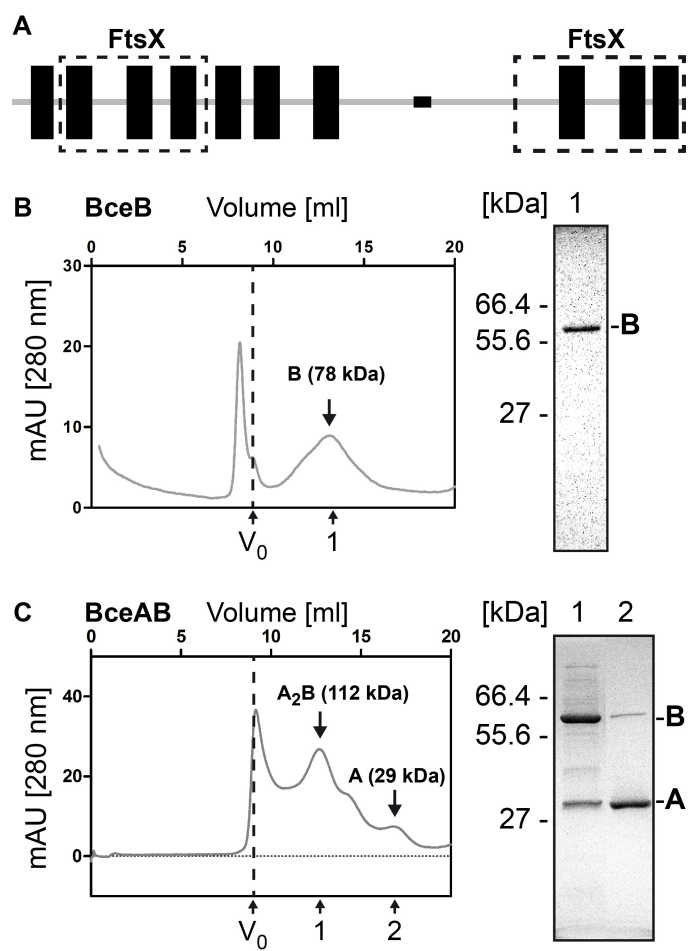 A
FtsX FtsX
B BceB Volume [ml] [kDa] 1
0 5 10 15 20
30
20
10
0
mAU [280 nm]
B (78 kDa)
V0 1
66.4 -
55.6 -
27 -
-B
C BceAB Volume [ml] [kDa] 1 2
0 5 10 15 20
40
20
0
mAU [280 nm]
A2B (112 kDa)
A (29 kDa)
V0 1 2
66.4 -
55.6 -
27 -
-B
-A